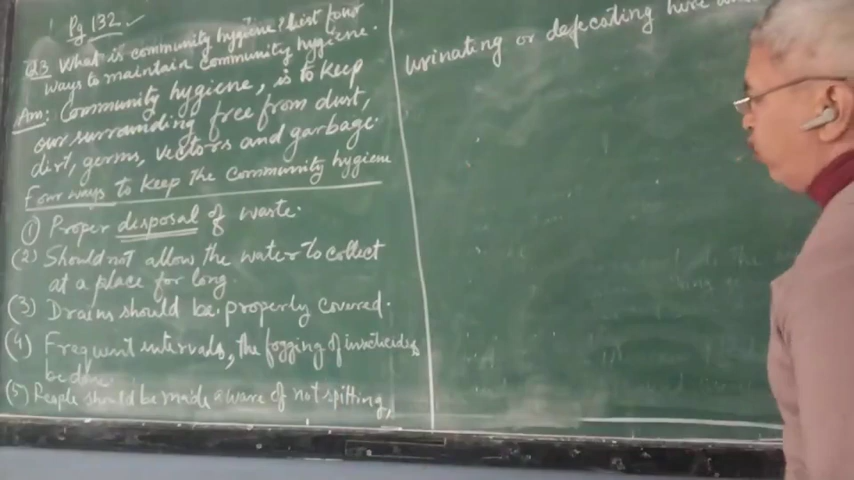 Pg 132.
Q3 What is community hygiene? List four
ways to maintain community hygiene.
Ans: Community hygiene, is to keep
our surrounding free from dust,
dirt, germs, vectors and garbage.
Four ways to keep the community hygiene
(1) Proper disposal of waste.
(2) Should not allow the water to collect
at a place for long
(3) Drains should be properly covered.
(4) Frequent intervals, the fogging of insecticides
be done
(5) People should be made aware of not spitting,
urinating or defecating here